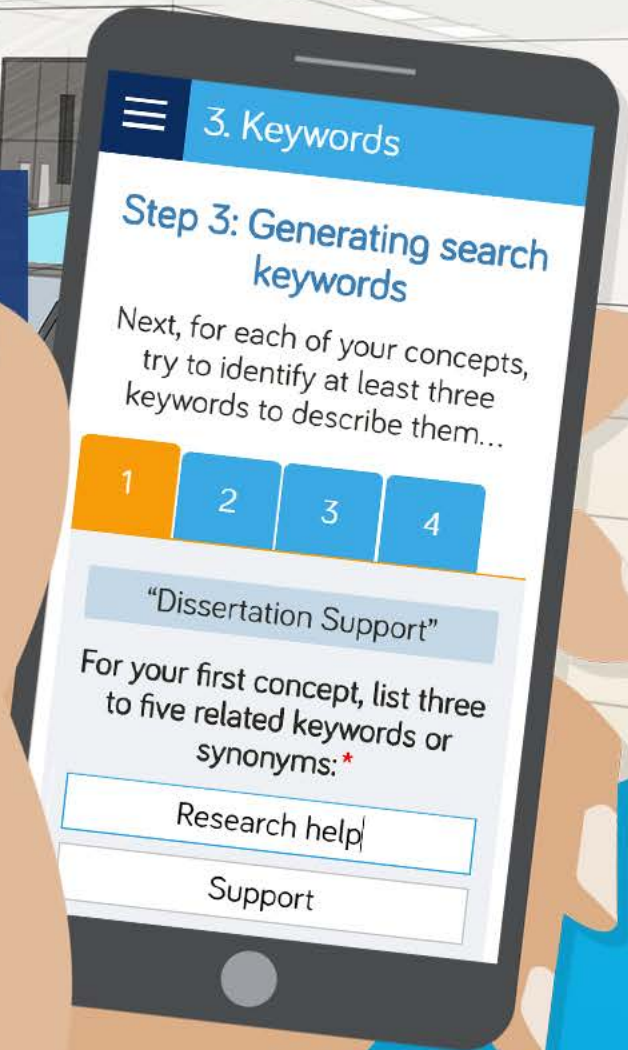 3. Keywords
Step 3: Generating search
keywords
Next, for each of your concepts,
try to identify at least three
keywords to describe them...
1
2
3
4
“Dissertation Support”
For your first concept, list three
to five related keywords or
synonyms:*
Research help
Support